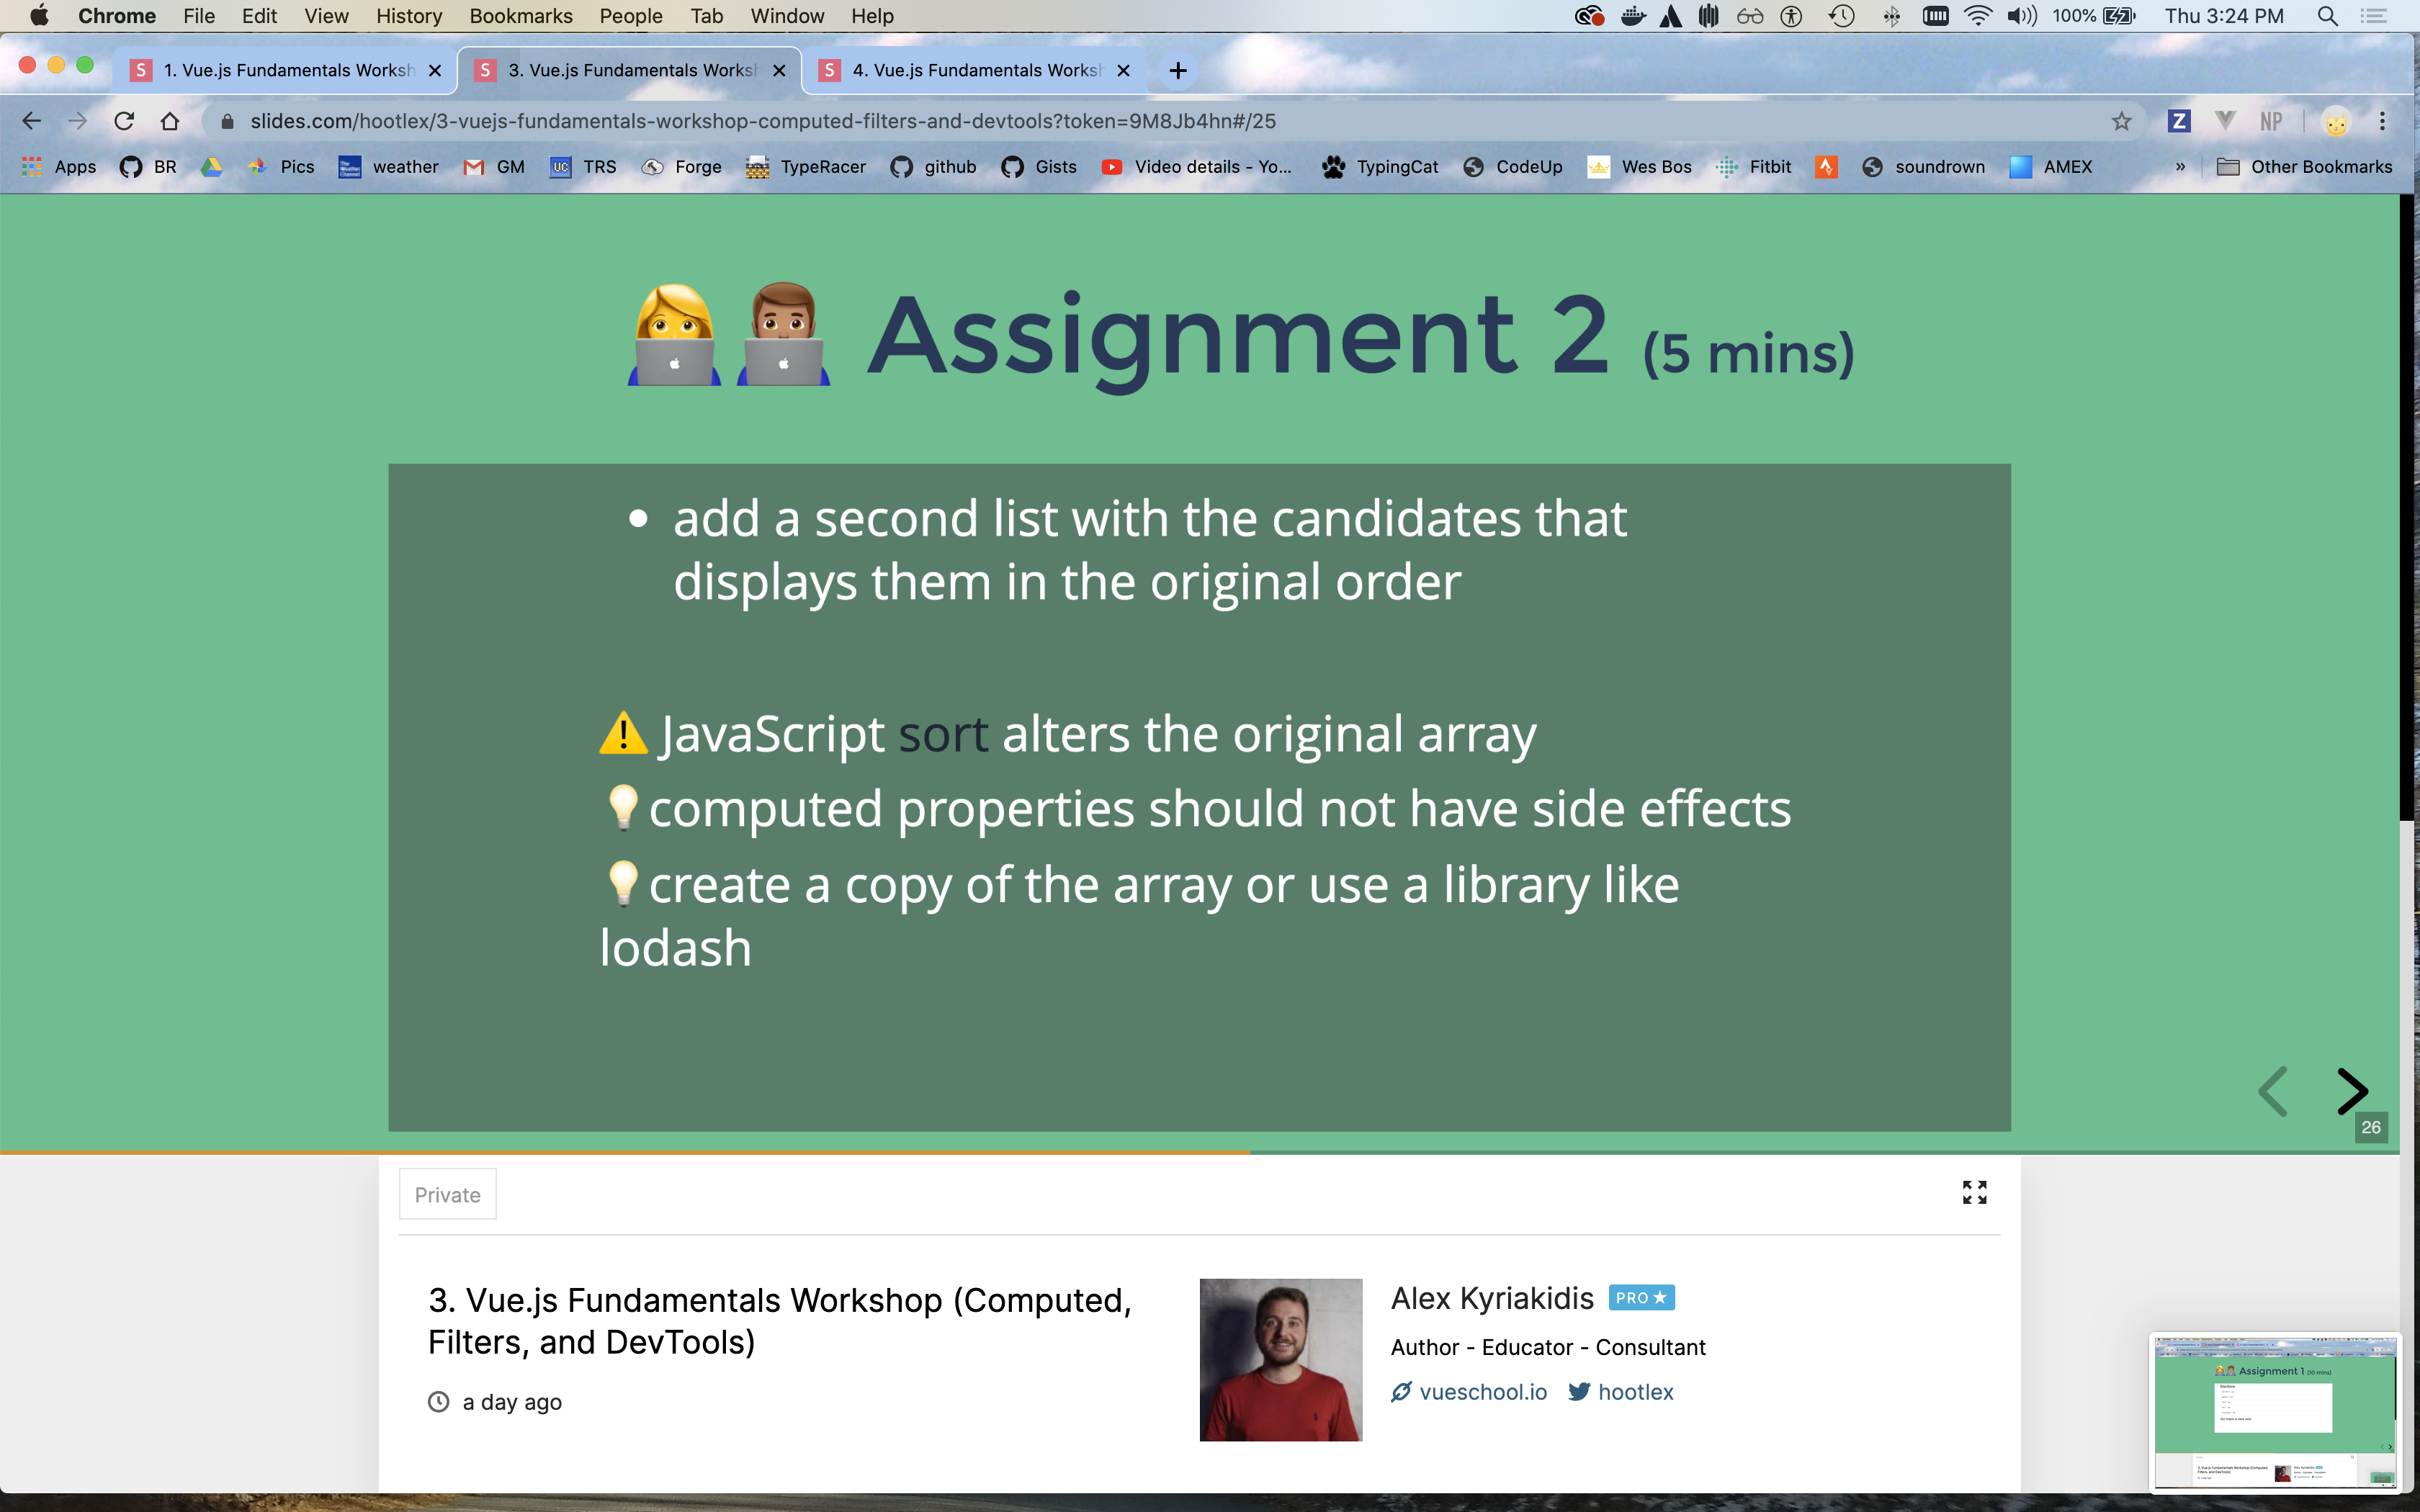 Chrome File Edit View History Bookmarks People Tab Window Help 100% Thu 3:24 PM
S 1. Vue.js Fundamentals Worksh S 3. Vue.js Fundamentals Works S 4. Vue.js Fundamentals Works
slides.com/hootlex/3-vuejs-fundamentals-workshop-computed-filters-and-devtools?token=9M8Jb4hn#/25 Z NP
Apps BR Pics weather GM UC TRS Forge TypeRacer github Gists Video details - Yo... TypingCat CodeUp Wes Bos Fitbit soundrown AMEX » Other Bookmarks
Assignment 2 (5 mins)
• add a second list with the candidates that
displays them in the original order
JavaScript sort alters the original array
computed properties should not have side effects
create a copy of the array or use a library like
lodash
26
Private
3. Vue.js Fundamentals Workshop (Computed,
Filters, and DevTools)
a day ago
Alex Kyriakidis PRO
Author - Educator - Consultant
vueschool.io hootlex
Assignment 1 (10 mins)